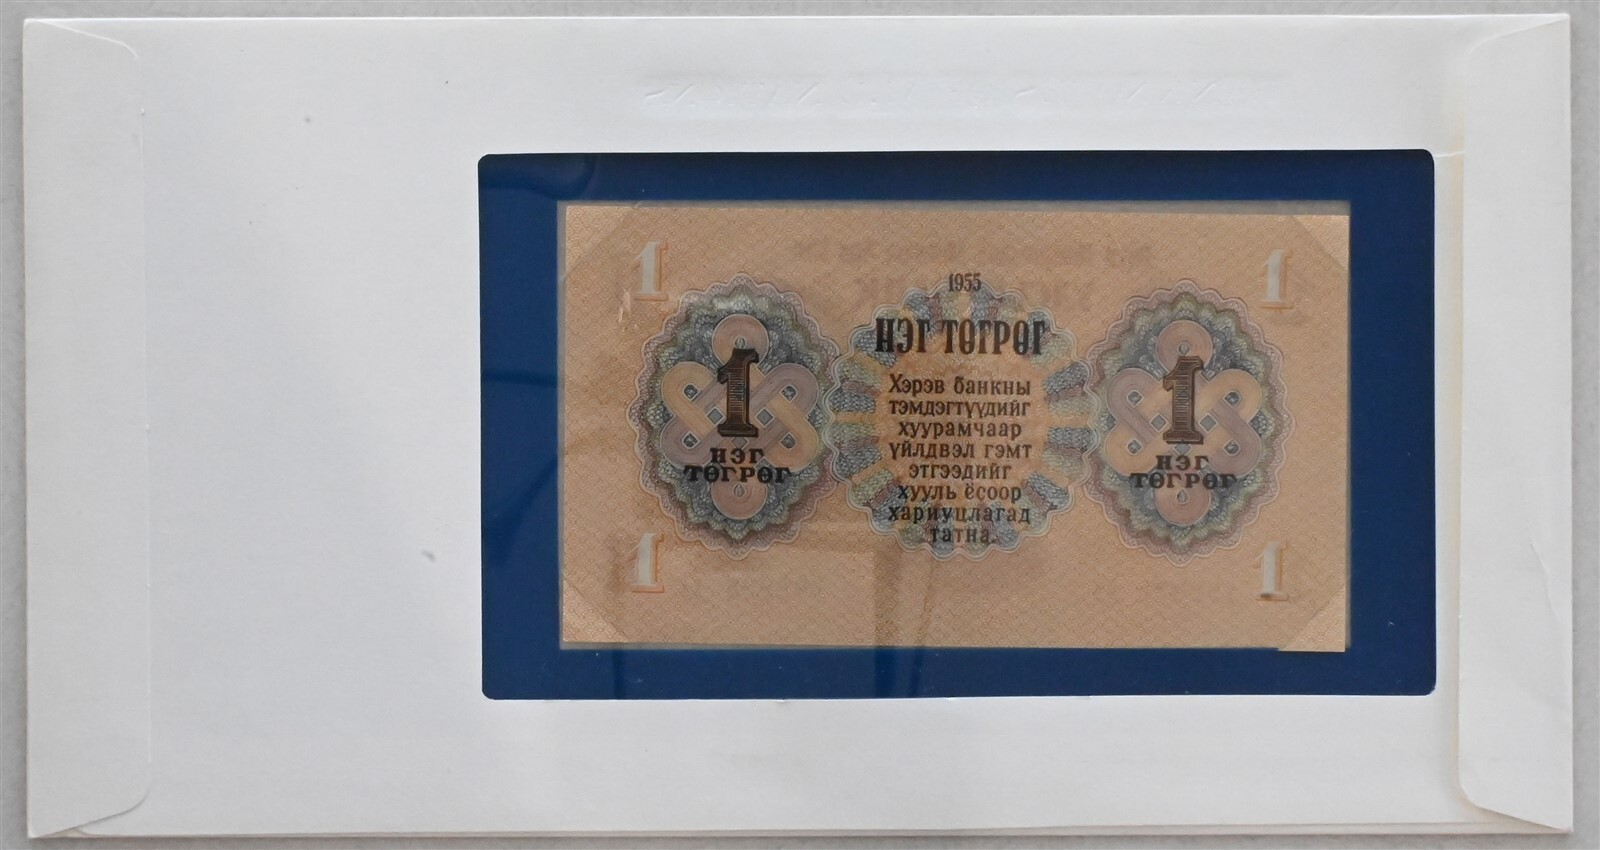 1 1
1955
НЭГ ТӨГРӨГ
Хэрэв банкны
тэмдэгтүүдийг
хуурамчаар
үйлдвэл гэмт
этгээдийг
хууль ёсоор
хариуцлагад
татна.
1
НЭГ
ТӨГРӨГ
1
НЭГ
ТӨГРӨГ
1 1